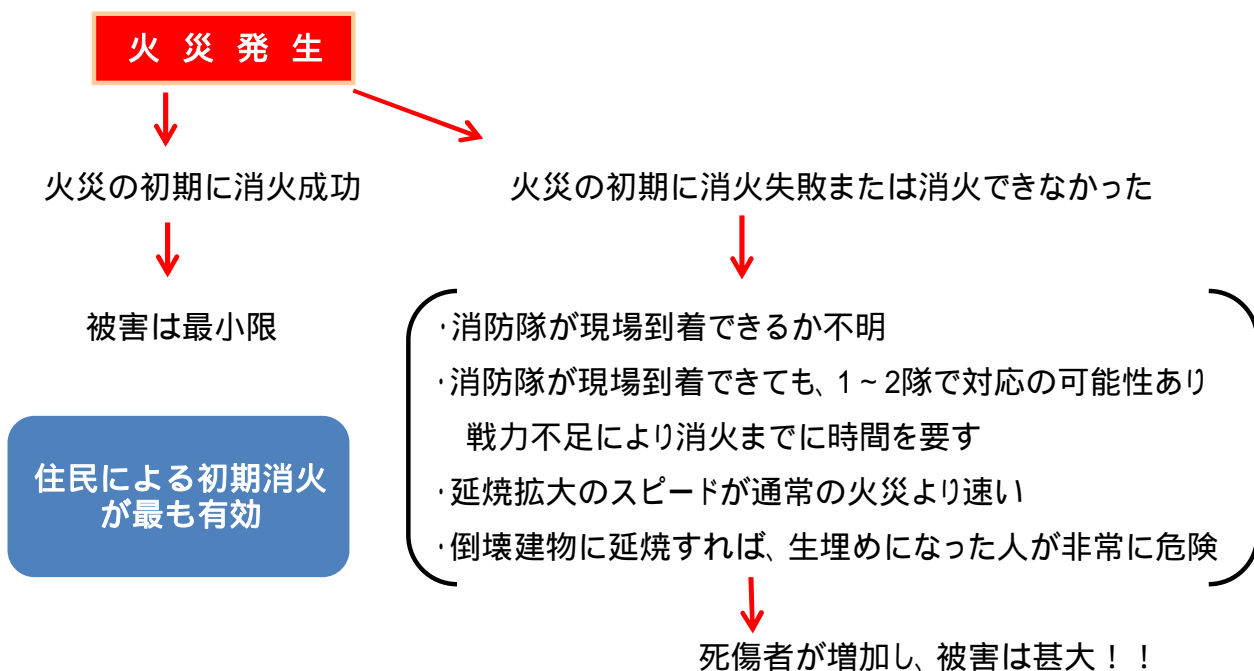 火 災 発 生
火災の初期に消火成功
火災の初期に消火失敗または消火できなかった
被害は最小限
・消防隊が現場到着できるか不明
・消防隊が現場到着できても、1~2隊で対応の可能性あり
戦力不足により消火までに時間を要す
・延焼拡大のスピードが通常の火災より速い
・倒壊建物に延焼すれば、生埋めになった人が非常に危険
住民による初期消火
が最も有効
死傷者が増加し、被害は甚大！！